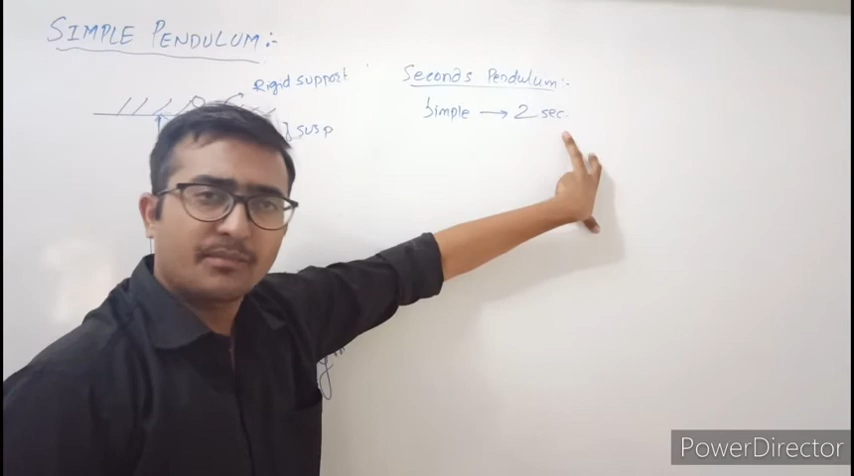 SIMPLE PENDULUM:-
Rigid support
susp
Seconds Pendulum:-
Simple → 2 sec.
PowerDirector